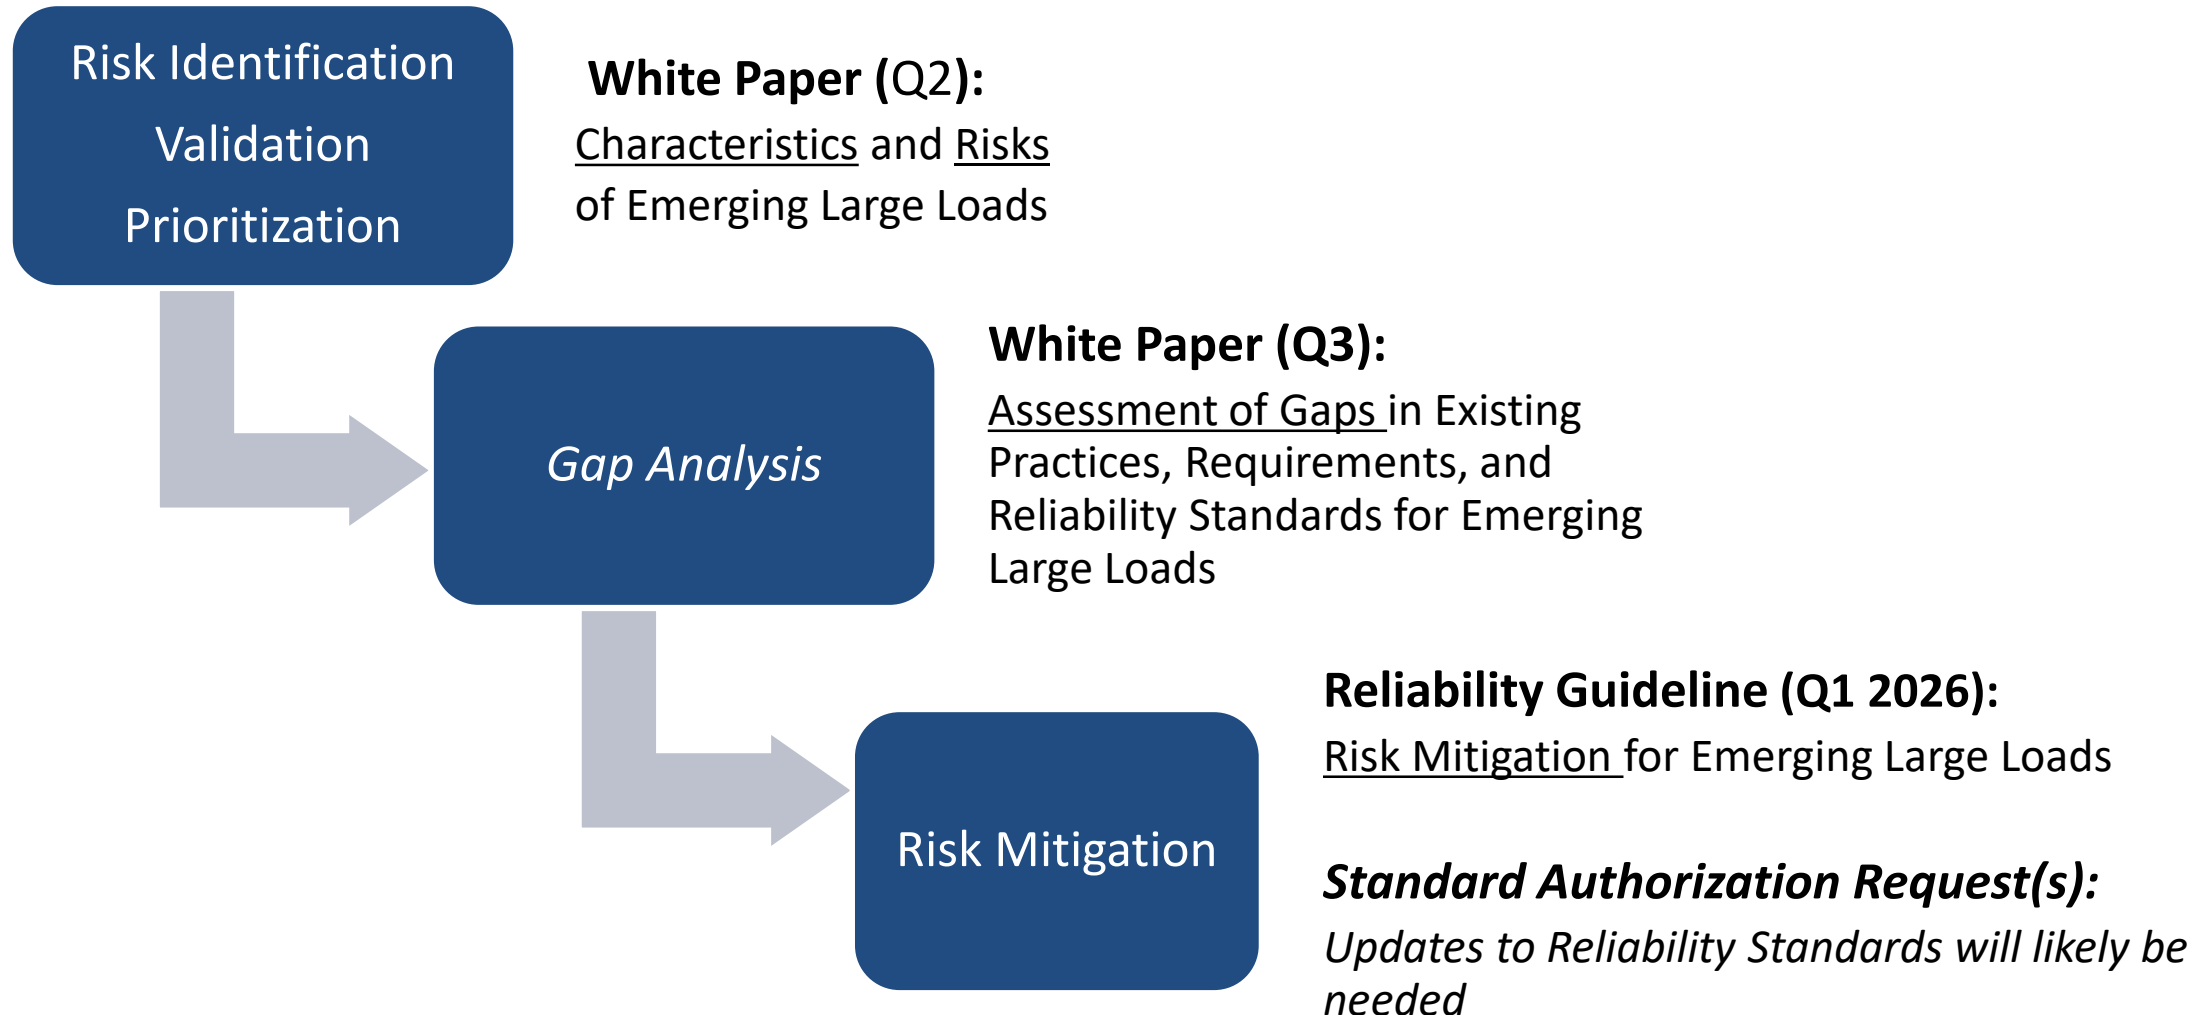 Risk Identification
Validation
Prioritization
White Paper (Q2):
Characteristics and Risks
of Emerging Large Loads
Gap Analysis
White Paper (Q3):
Assessment of Gaps in Existing
Practices, Requirements, and
Reliability Standards for Emerging
Large Loads
Risk Mitigation
Reliability Guideline (Q1 2026):
Risk Mitigation for Emerging Large Loads
Standard Authorization Request(s):
Updates to Reliability Standards will likely be
needed